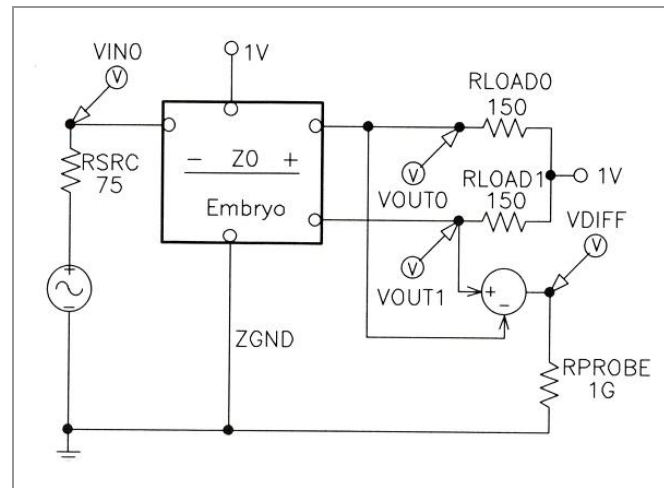 VIN0
1V
RLOAD0
150
RSRC
75
- Z0 +
Embryo
VOUT0
RLOAD1
150
1V
VDIFF
VOUT1
+
-
ZGND
RPROBE
1G
V
V
V
V
+
-